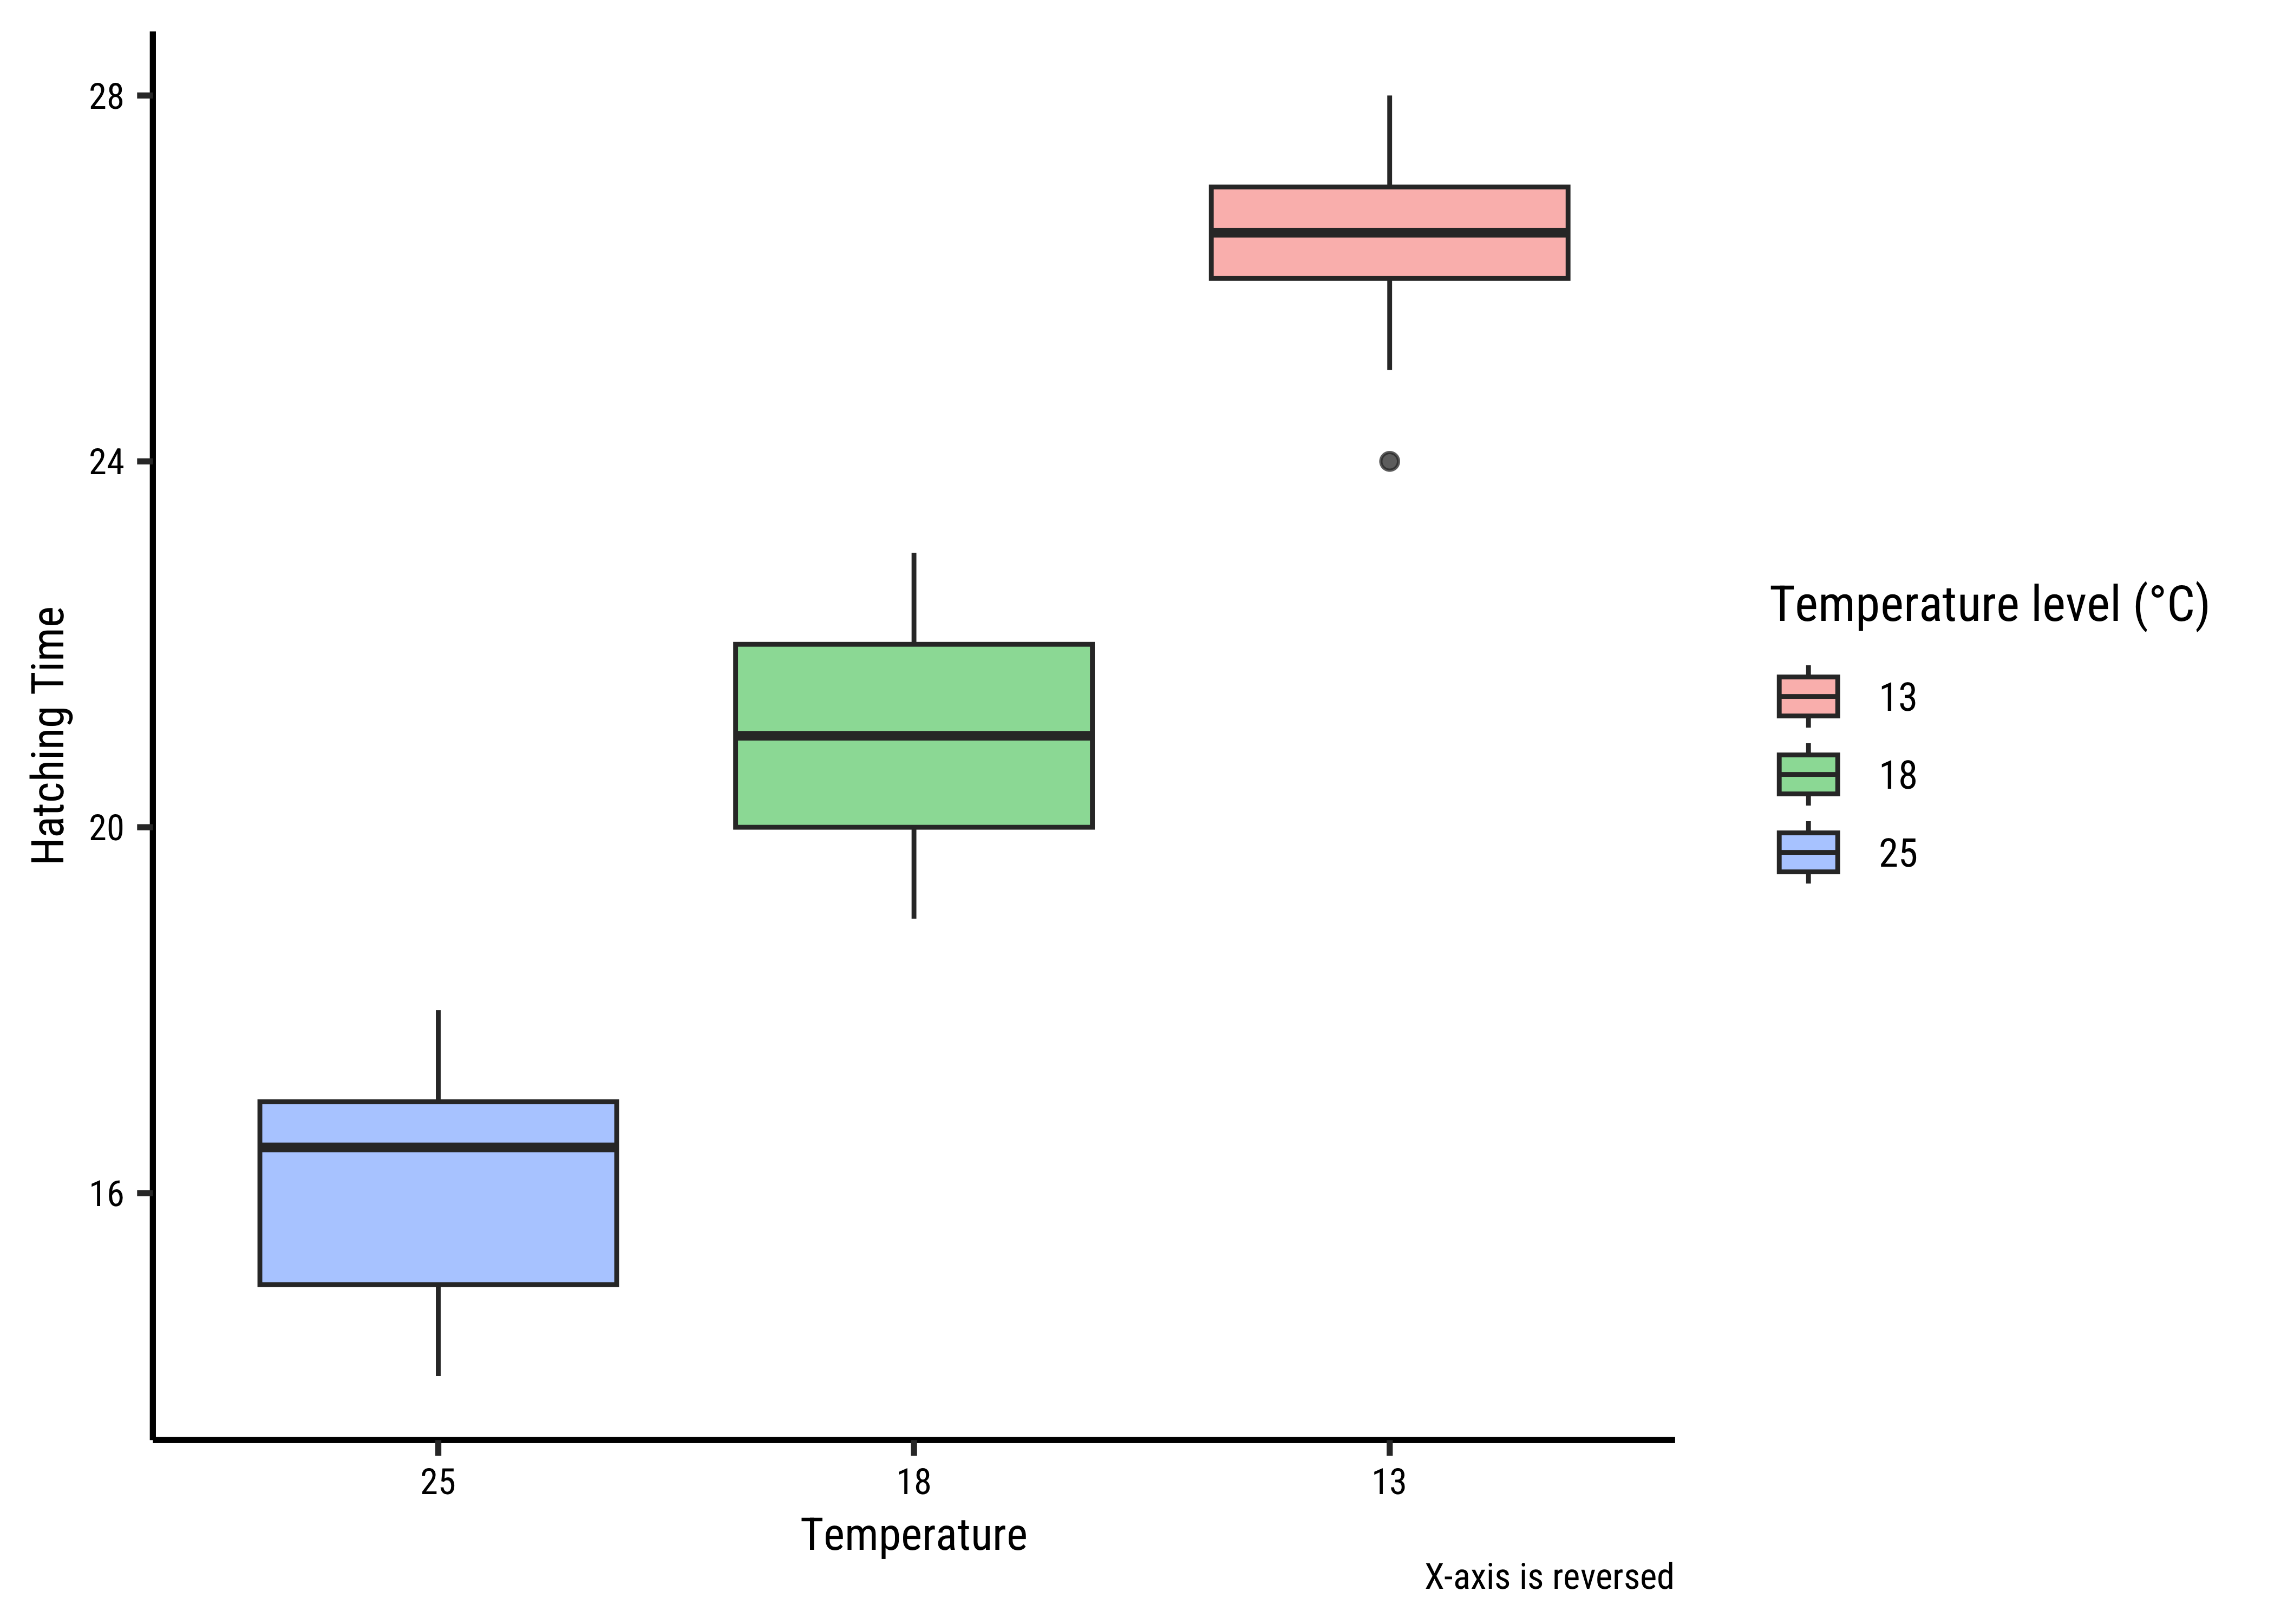 28
24
20
16
Hatching Time
25
18
13
Temperature
X-axis is reversed
Temperature level (°C)
13
18
25